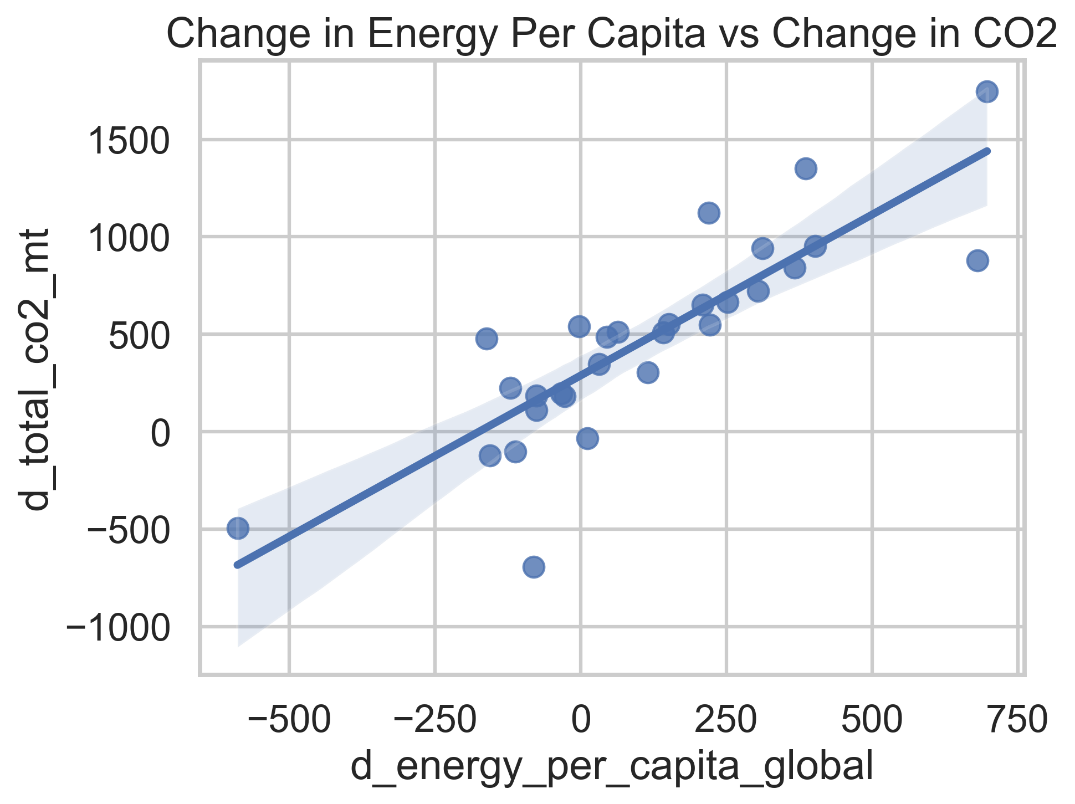 Change in Energy Per Capita vs Change in CO2
1500
1000
500
0
−500
−1000
d_total_co2_mt
−500 −250 0 250 500 750
d_energy_per_capita_global